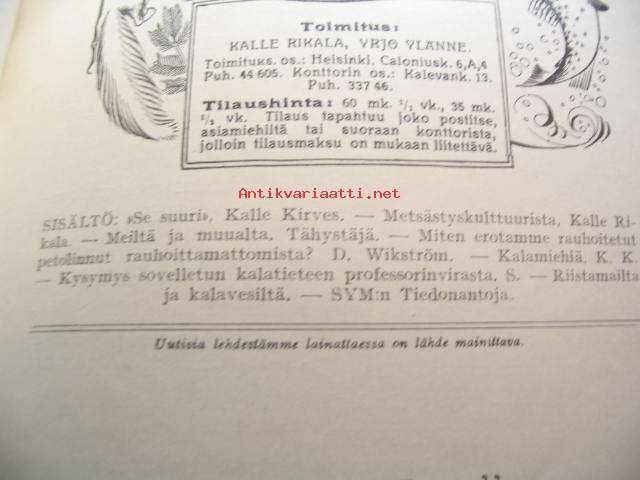 Toimitus:
KALLE RIKALA, YRJÖ YLÄNNE.
Toimituks. os.: Helsinki, Caloniusk. 6,A,4
Puh. 44 605. Konttorin os.: Kalevank. 13.
Puh. 337 46.
Tilaushinta: 60 mk. ¹/₁ vk., 35 mk.
¹/₂ vk. Tilaus tapahtuu joko postitse,
asiamiehiltä tai suoraan konttorista,
jolloin tilausmaksu on mukaan liitettävä.
Antikvariaatti.net
SISÄLTÖ: »Se suuri», Kalle Kirves. — Metsästyskulttuurista, Kalle Ri-
kala. — Meiltä ja muualta. Tähystäjä. — Miten erotamme rauhoitetut
petolinnut rauhoittamattomista? D. Wikström. — Kalamiehiä, K. K.
— Kysymys sovelletun kalatieteen professorinvirasta. S. — Riistamailta
ja kalavesiltä. — SYM:n Tiedonantoja.
Uutisia lehdestämme lainattaessa on lähde mainittava.